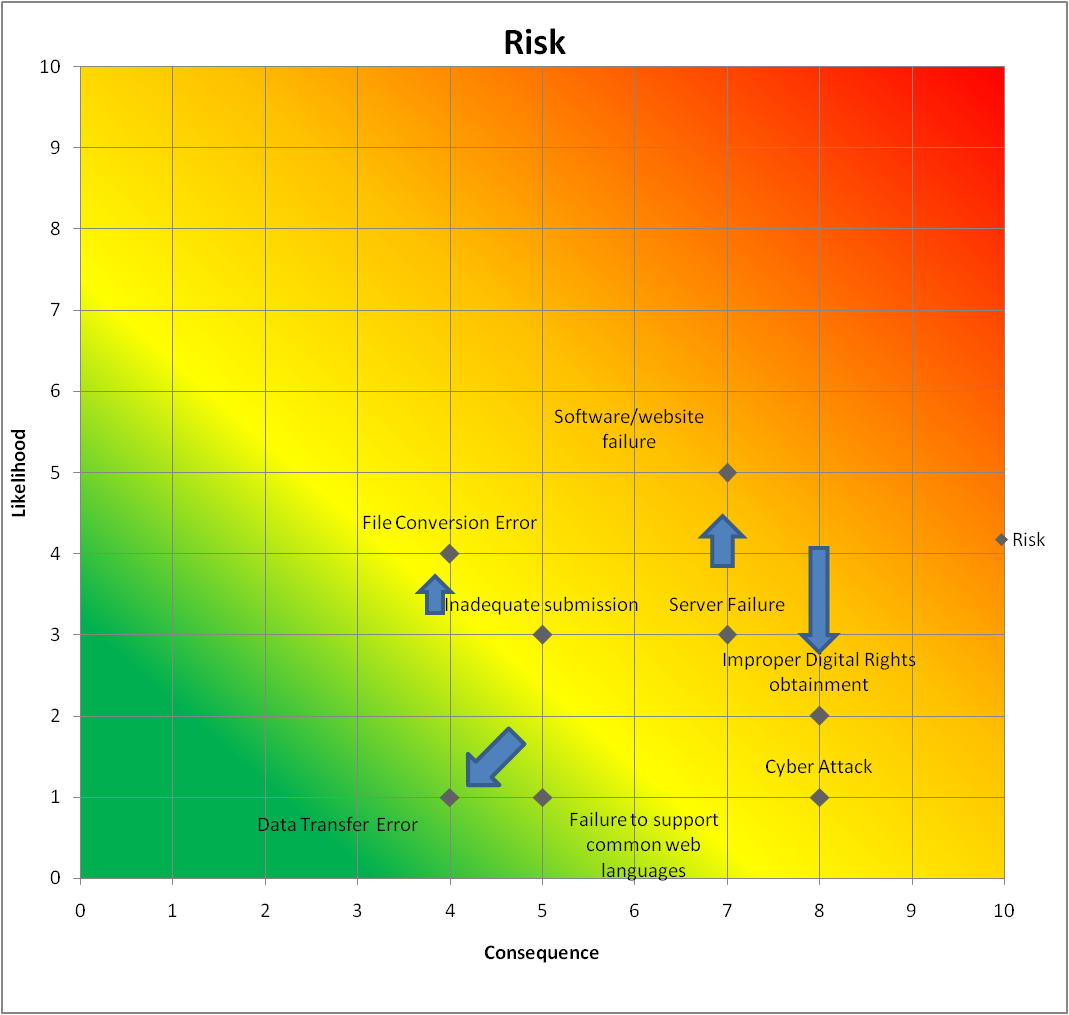 Risk
10
9
8
7
6
5
4
3
2
1
0
Likelihood
Software/website
failure
File Conversion Error
Risk
Inadequate submission
Server Failure
Improper Digital Rights
obtainment
Cyber Attack
Data Transfer Error
Failure to support
common web
languages
0 1 2 3 4 5 6 7 8 9 10
Consequence